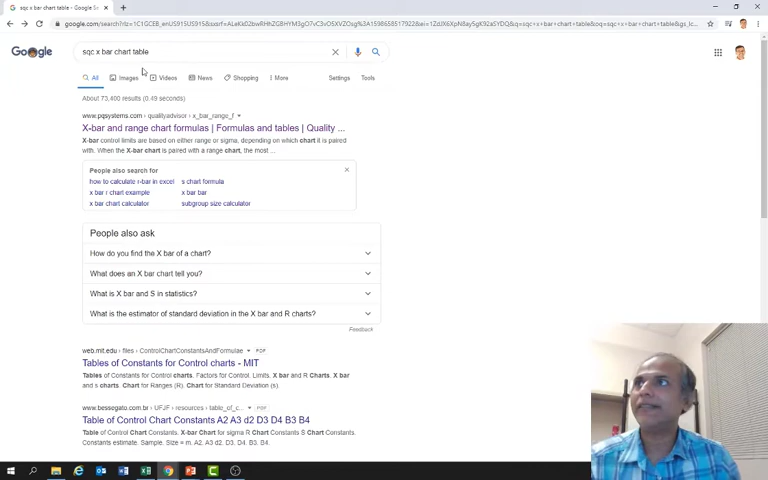 sqc x bar chart table
google.com/search?rlz=1C1GCEB_enUS915US915&sxsrf=
Google
sqc x bar chart table
All Images Videos News Shopping More Settings Tools
About 73,400 results (0.49 seconds)
www.pqsystems.com › qualityadvisor › x_bar_range_f
X-bar and range chart formulas | Formulas and tables | Quality ...
X-bar control limits are based on either range or sigma, depending on which chart it is paired
with. When the X-bar chart is paired with a range chart, the most ...
People also search for
how to calculate r-bar in excel s chart formula
x bar r chart example x bar bar
x bar chart calculator subgroup size calculator
People also ask
How do you find the X bar of a chart?
What does an X bar chart tell you?
What is X bar and S in statistics?
What is the estimator of standard deviation in the X bar and R charts?
Feedback
web.mit.edu › files › ControlChartConstantsAndFormulae PDF
Tables of Constants for Control charts - MIT
Tables of Constants for Control charts. Factors for Control. Limits. X bar and R Charts. X bar
and s charts. Chart for Ranges (R). Chart for Standard Deviation (s).
www.bessegato.com.br › UFJF › resources › table_of_c... PDF
Table of Control Chart Constants A2 A3 d2 D3 D4 B3 B4
Table of Control Chart Constants. X-bar Chart for sigma R Chart Constants S Chart Constants.
Constants estimate. Sample. Size = m. A2. A3. d2. D3. D4. B3. B4.